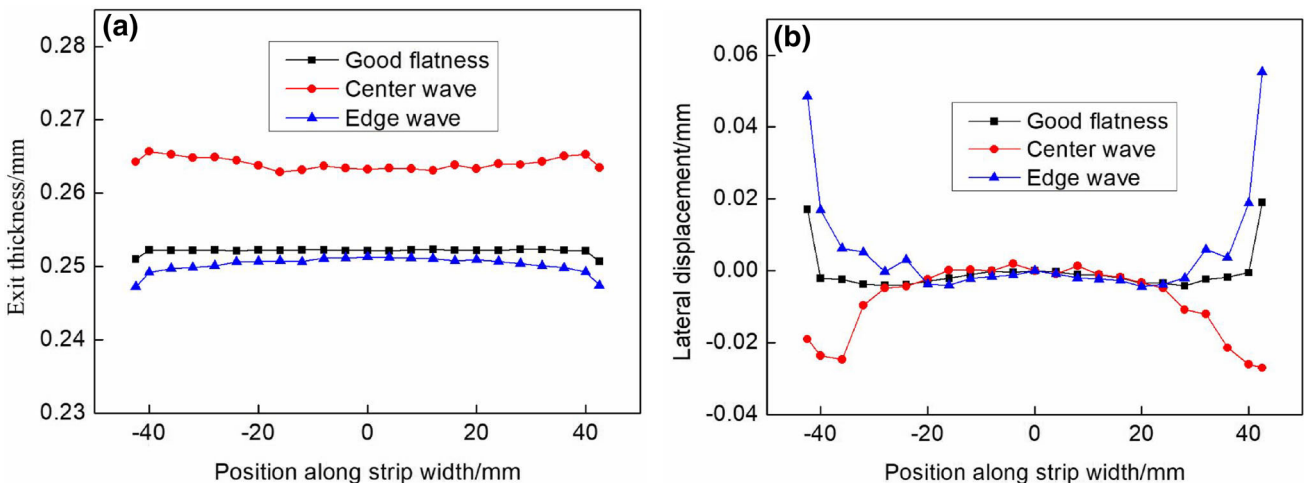 (a)
Good flatness
Center wave
Edge wave
0.28
0.27
0.26
0.25
0.24
0.23
Exit thickness/mm
-40 -20 0 20 40
Position along strip width/mm
(b)
Good flatness
Center wave
Edge wave
0.06
0.04
0.02
0.00
-0.02
-0.04
Lateral displacement/mm
-40 -20 0 20 40
Position along strip width/mm